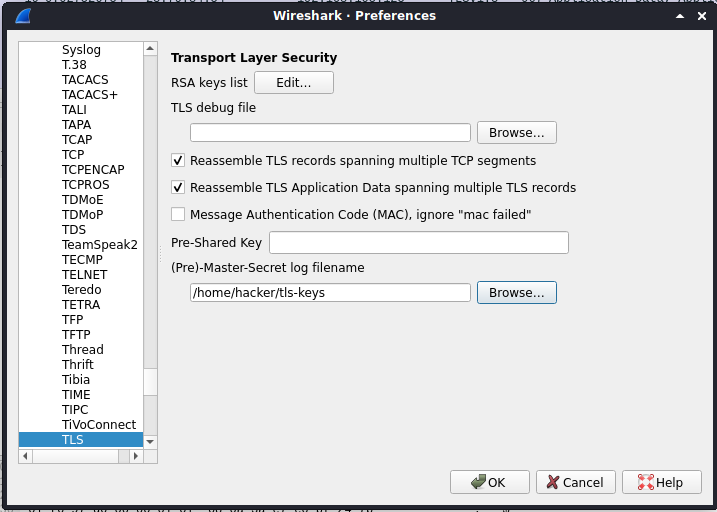 Wireshark · Preferences
Syslog
T.38
TACACS
TACACS+
TALI
TAPA
TCAP
TCP
TCPENCAP
TCPROS
TDMoE
TDMoP
TDS
TeamSpeak2
TECMP
TELNET
Teredo
TETRA
TFP
TFTP
Thread
Thrift
Tibia
TIME
TIPC
TiVoConnect
TLS
Transport Layer Security
RSA keys list Edit...
TLS debug file
Browse...
Reassemble TLS records spanning multiple TCP segments
Reassemble TLS Application Data spanning multiple TLS records
Message Authentication Code (MAC), ignore "mac failed"
Pre-Shared Key
(Pre)-Master-Secret log filename
/home/hacker/tls-keys Browse...
OK Cancel Help